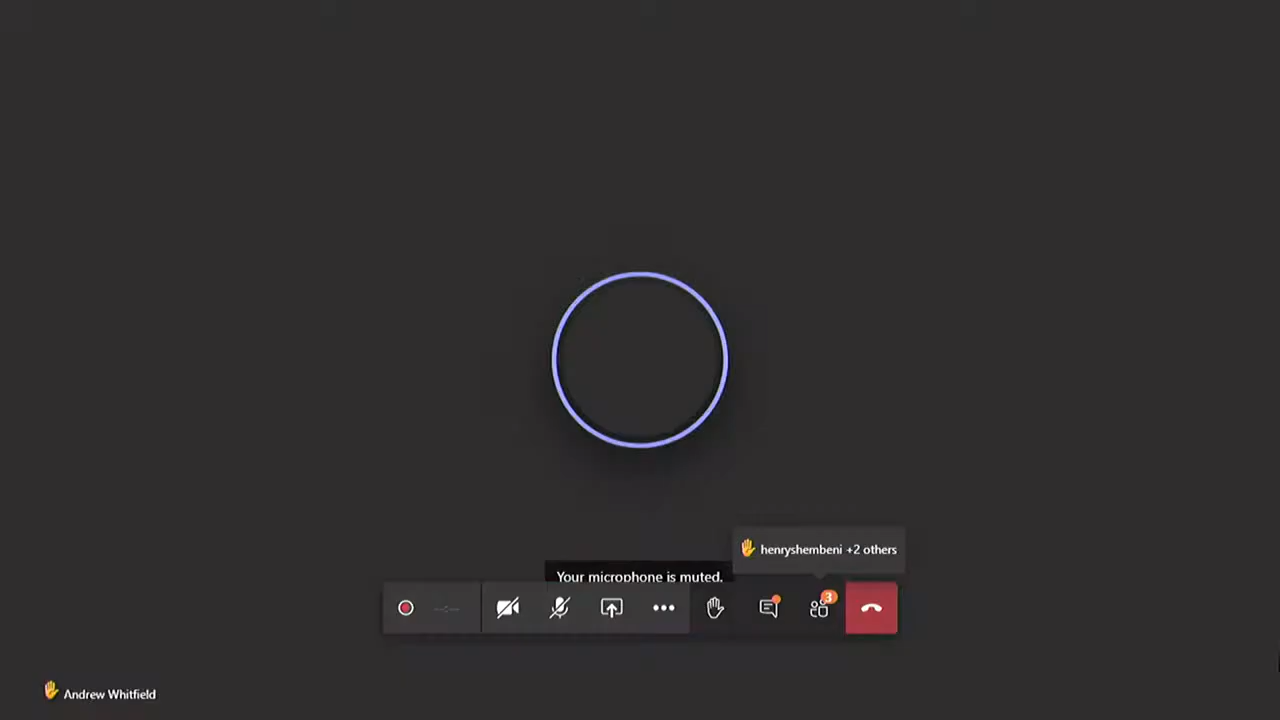 henryshembeni +2 others
Your microphone is muted.
3
Andrew Whitfield